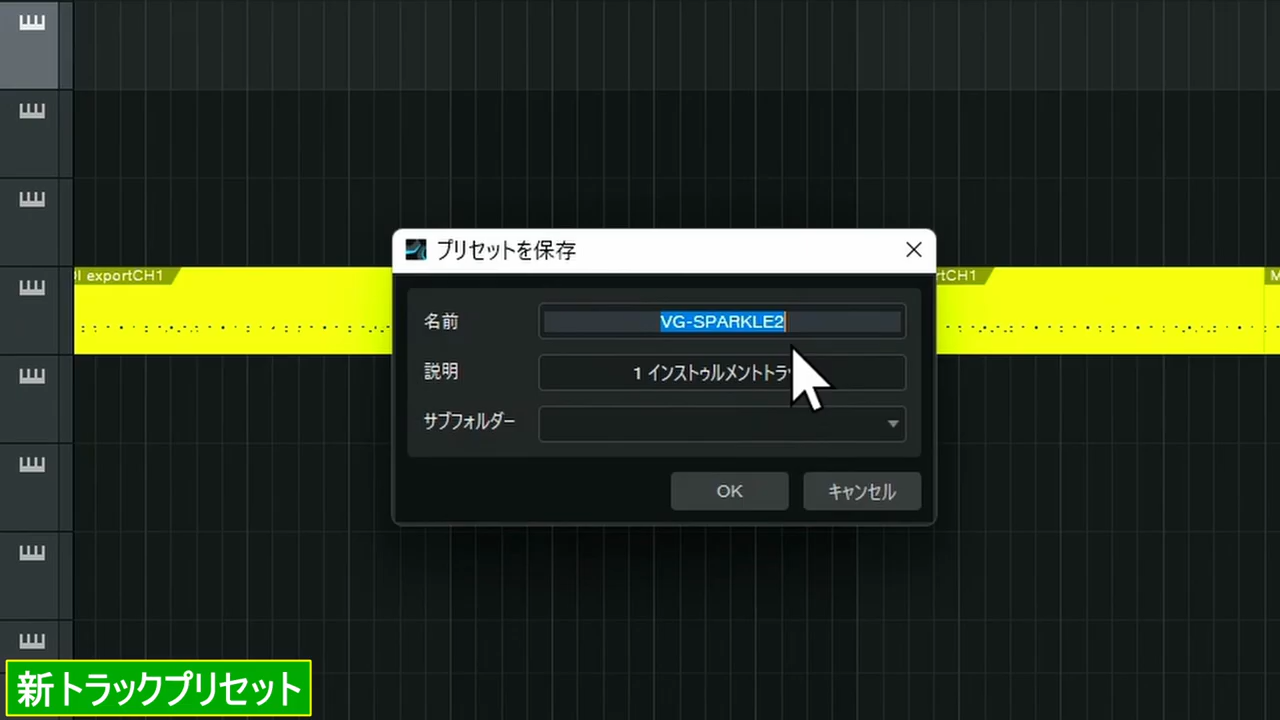 プリセットを保存
I exportCH1
rtCH1
M
名前
VG-SPARKLE2
説明
1 インストゥルメントトラ
サブフォルダー
OK
キャンセル
新トラックプリセット